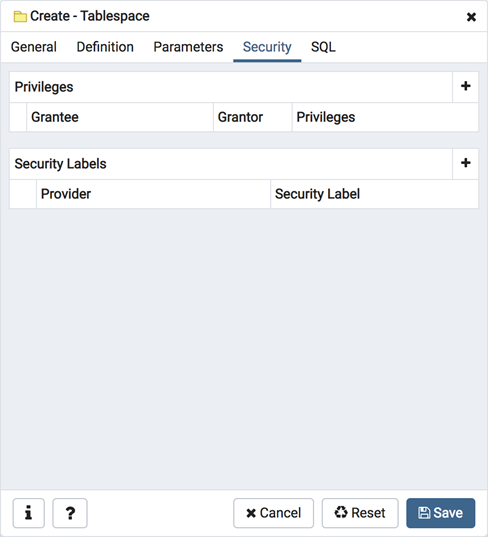 Create - Tablespace
General Definition Parameters Security SQL
Privileges
Grantee Grantor Privileges
Security Labels
Provider Security Label
i ? Cancel Reset Save